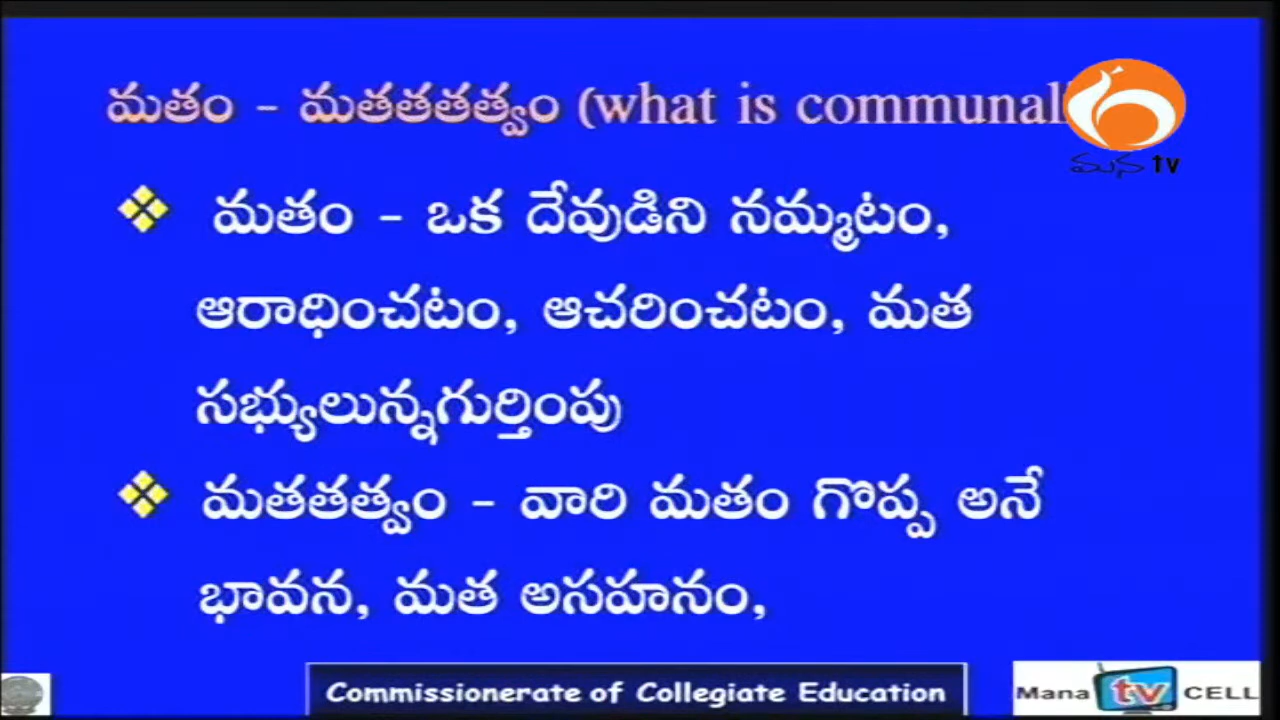 మతం - మతతతత్వం (what is communal
మన tv
మతం - ఒక దేవుడిని నమ్మటం,
ఆరాధించటం, ఆచరించటం, మత
సభ్యులున్నగుర్తింపు
మతతత్వం - వారి మతం గొప్ప అనే
భావన, మత అసహనం,
Commissionerate of Collegiate Education
Mana tv CELL